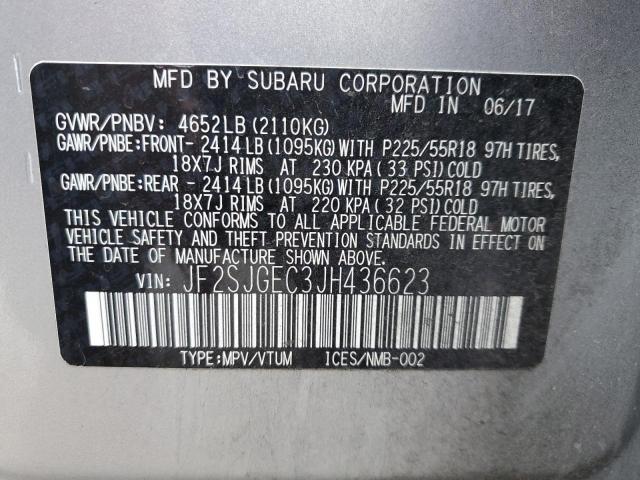 MFD BY SUBARU CORPORATION
MFD IN 06/17
GVWR/PNBV: 4652LB (2110KG)
GAWR/PNBE:FRONT- 2414 LB (1095KG) WITH P225/55R18 97H TIRES,
18X7J RIMS AT 230 KPA ( 33 PSI) COLD
GAWR/PNBE:REAR - 2414 LB (1095KG) WITH P225/55R18 97H TIRES,
18X7J RIMS AT 220 KPA ( 32 PSI) COLD
THIS VEHICLE CONFORMS TO ALL APPLICABLE FEDERAL MOTOR
VEHICLE SAFETY AND THEFT PREVENTION STANDARDS IN EFFECT ON
THE DATE OF MANUFACTURE SHOWN ABOVE.
VIN: JF2SJGEC3JH436623
TYPE:MPV/VTUM ICES/NMB-002